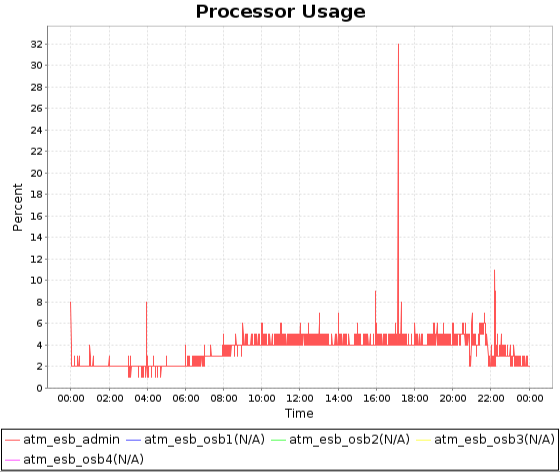 Processor Usage
32
30
28
26
24
22
20
18
16
14
12
10
8
6
4
2
0
Percent
00:00 02:00 04:00 06:00 08:00 10:00 12:00 14:00 16:00 18:00 20:00 22:00 00:00
Time
atm_esb_admin atm_esb_osb1(N/A) atm_esb_osb2(N/A) atm_esb_osb3(N/A)
atm_esb_osb4(N/A)